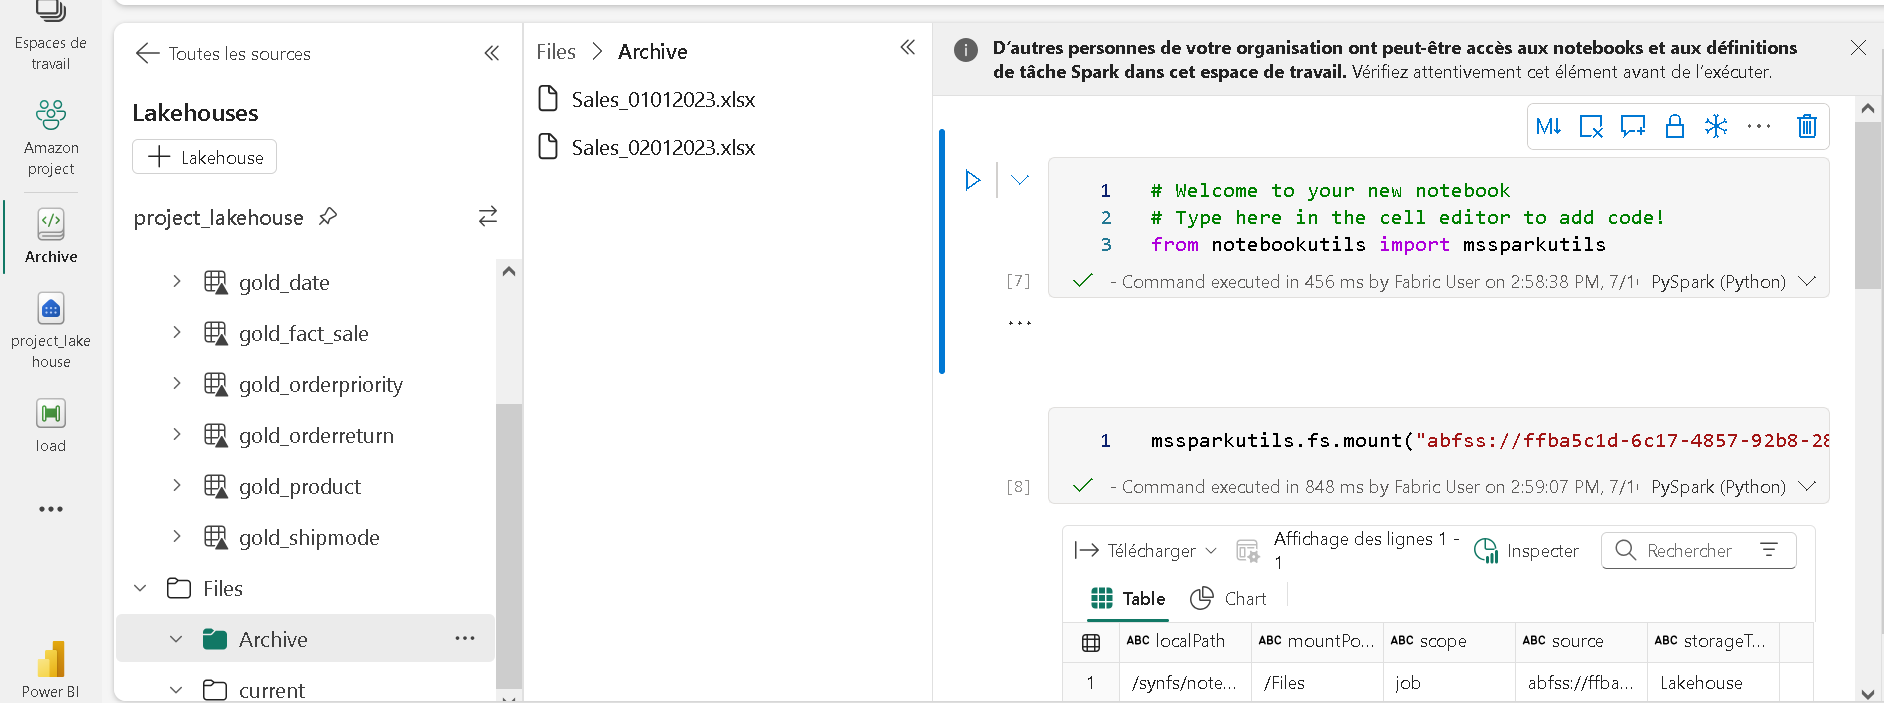 Espaces de
travail
Amazon
project
Archive
project_lake
house
load
Power BI
Toutes les sources
Lakehouses
Lakehouse
project_lakehouse
gold_date
gold_fact_sale
gold_orderpriority
gold_orderreturn
gold_product
gold_shipmode
Files
Archive
current
Files > Archive
Sales_01012023.xlsx
Sales_02012023.xlsx
D'autres personnes de votre organisation ont peut-être accès aux notebooks et aux définitions
de tâche Spark dans cet espace de travail. Vérifiez attentivement cet élément avant de l'exécuter.
M↓
1 # Welcome to your new notebook
2 # Type here in the cell editor to add code!
3 from notebookutils import mssparkutils
[7] - Command executed in 456 ms by Fabric User on 2:58:38 PM, 7/1 PySpark (Python)
1 mssparkutils.fs.mount("abfss://ffba5c1d-6c17-4857-92b8-28
[8] - Command executed in 848 ms by Fabric User on 2:59:07 PM, 7/1 PySpark (Python)
Télécharger Affichage des lignes 1 -
1 Inspecter Rechercher
Table Chart
ABC localPath ABC mountPo... ABC scope ABC source ABC storageT...
1 /synfs/note... /Files job abfss://ffba... Lakehouse